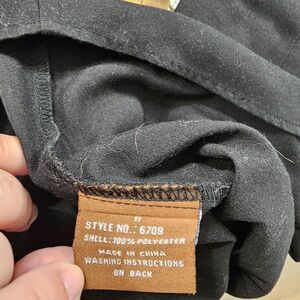 STYLE NO.: 6709
SHELL: 100% POLYESTER
MADE IN CHINA
WASHING INSTRUCTIONS
ON BACK